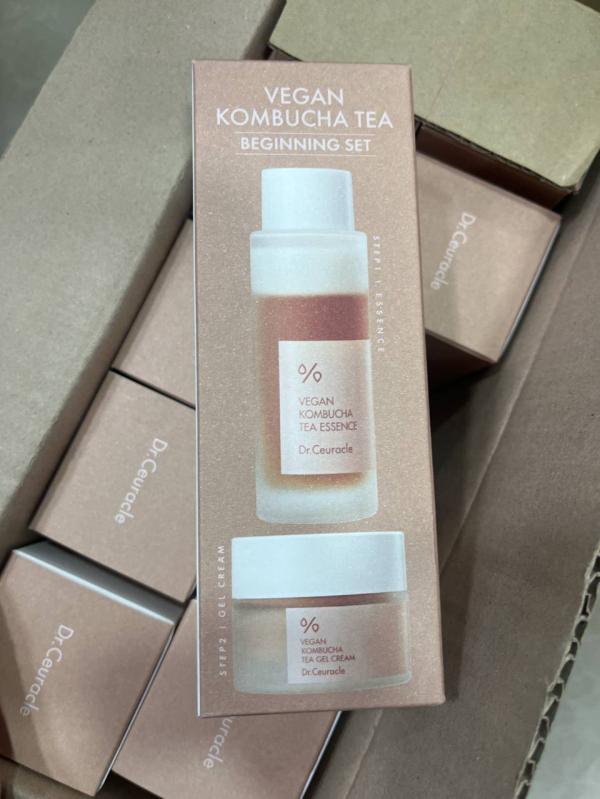 VEGAN
KOMBUCHA TEA
BEGINNING SET
STEP1 | ESSENCE
%
VEGAN
KOMBUCHA
TEA ESSENCE
Dr.Ceuracle
STEP2 | GEL CREAM
%
VEGAN
KOMBUCHA
TEA GEL CREAM
Dr.Ceuracle
Dr.Ceuracle
Dr.Ceuracle
Dr.Ceuracle
euracle